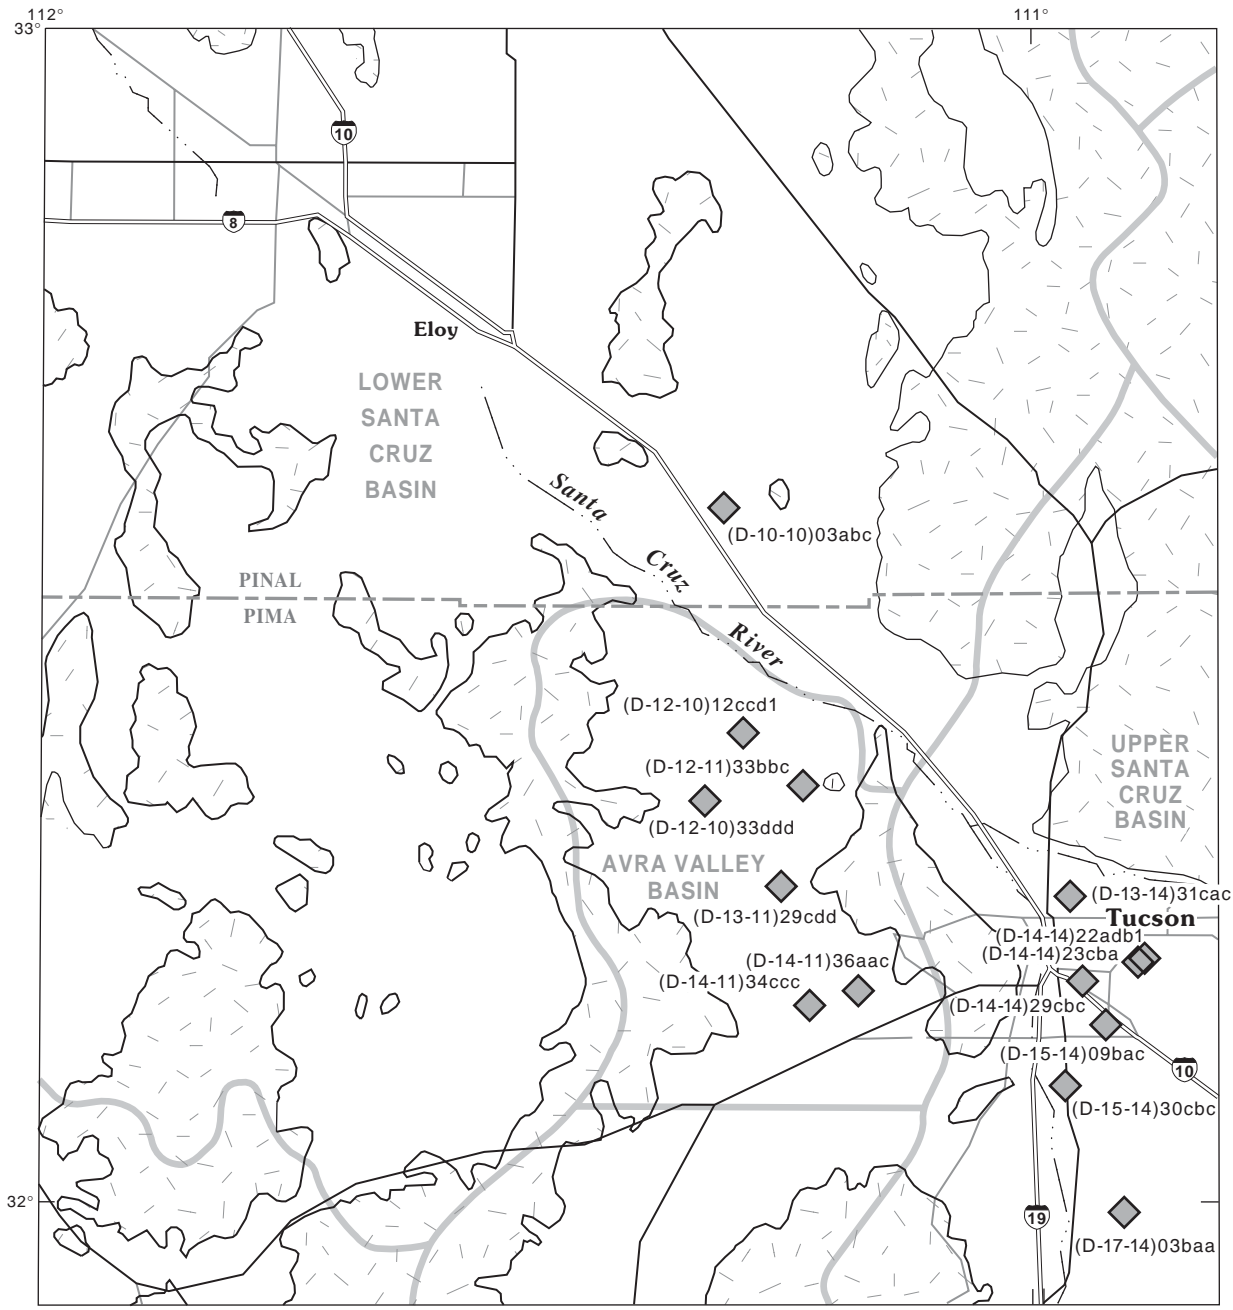 112°
111°
33°
10
8
Eloy
LOWER
SANTA
CRUZ
BASIN
Santa
Cruz
River
(D-10-10)03abc
PINAL
PIMA
(D-12-10)12ccd1
(D-12-11)33bbc
(D-12-10)33ddd
UPPER
SANTA
CRUZ
BASIN
AVRA VALLEY
BASIN
(D-13-11)29cdd
(D-13-14)31cac
Tucson
(D-14-14)22adb1
(D-14-14)23cba
(D-14-11)36aac
(D-14-11)34ccc
(D-14-14)29cbc
(D-15-14)09bac
10
(D-15-14)30cbc
32°
19
(D-17-14)03baa